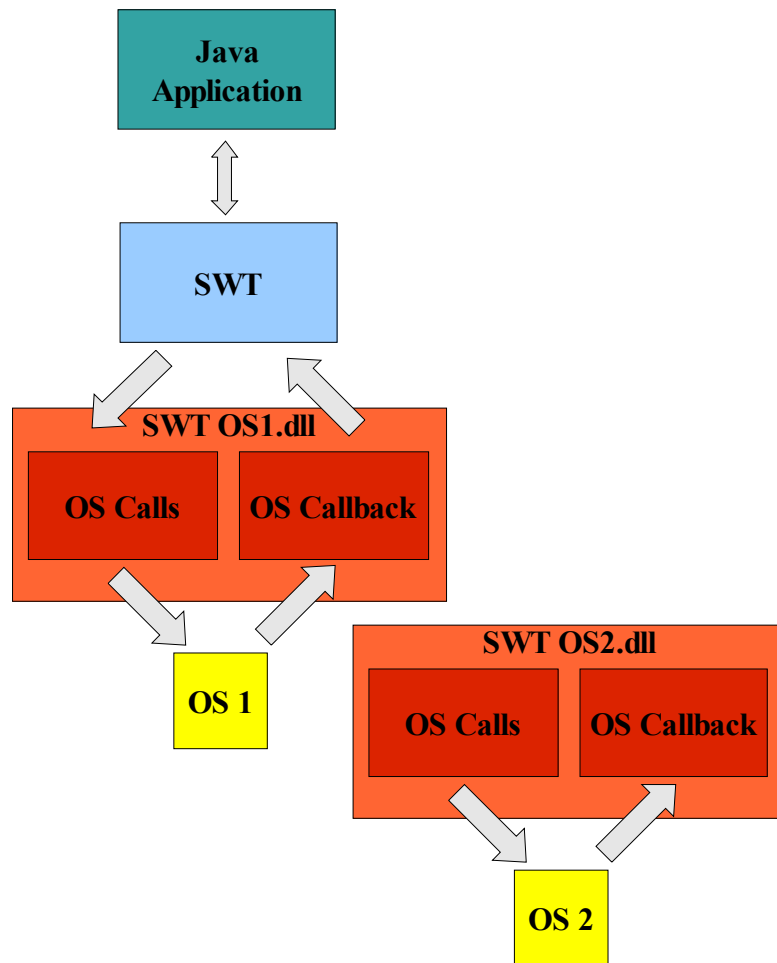 Java
Application
SWT
SWT OS1.dll
OS Calls
OS Callback
OS 1
SWT OS2.dll
OS Calls
OS Callback
OS 2